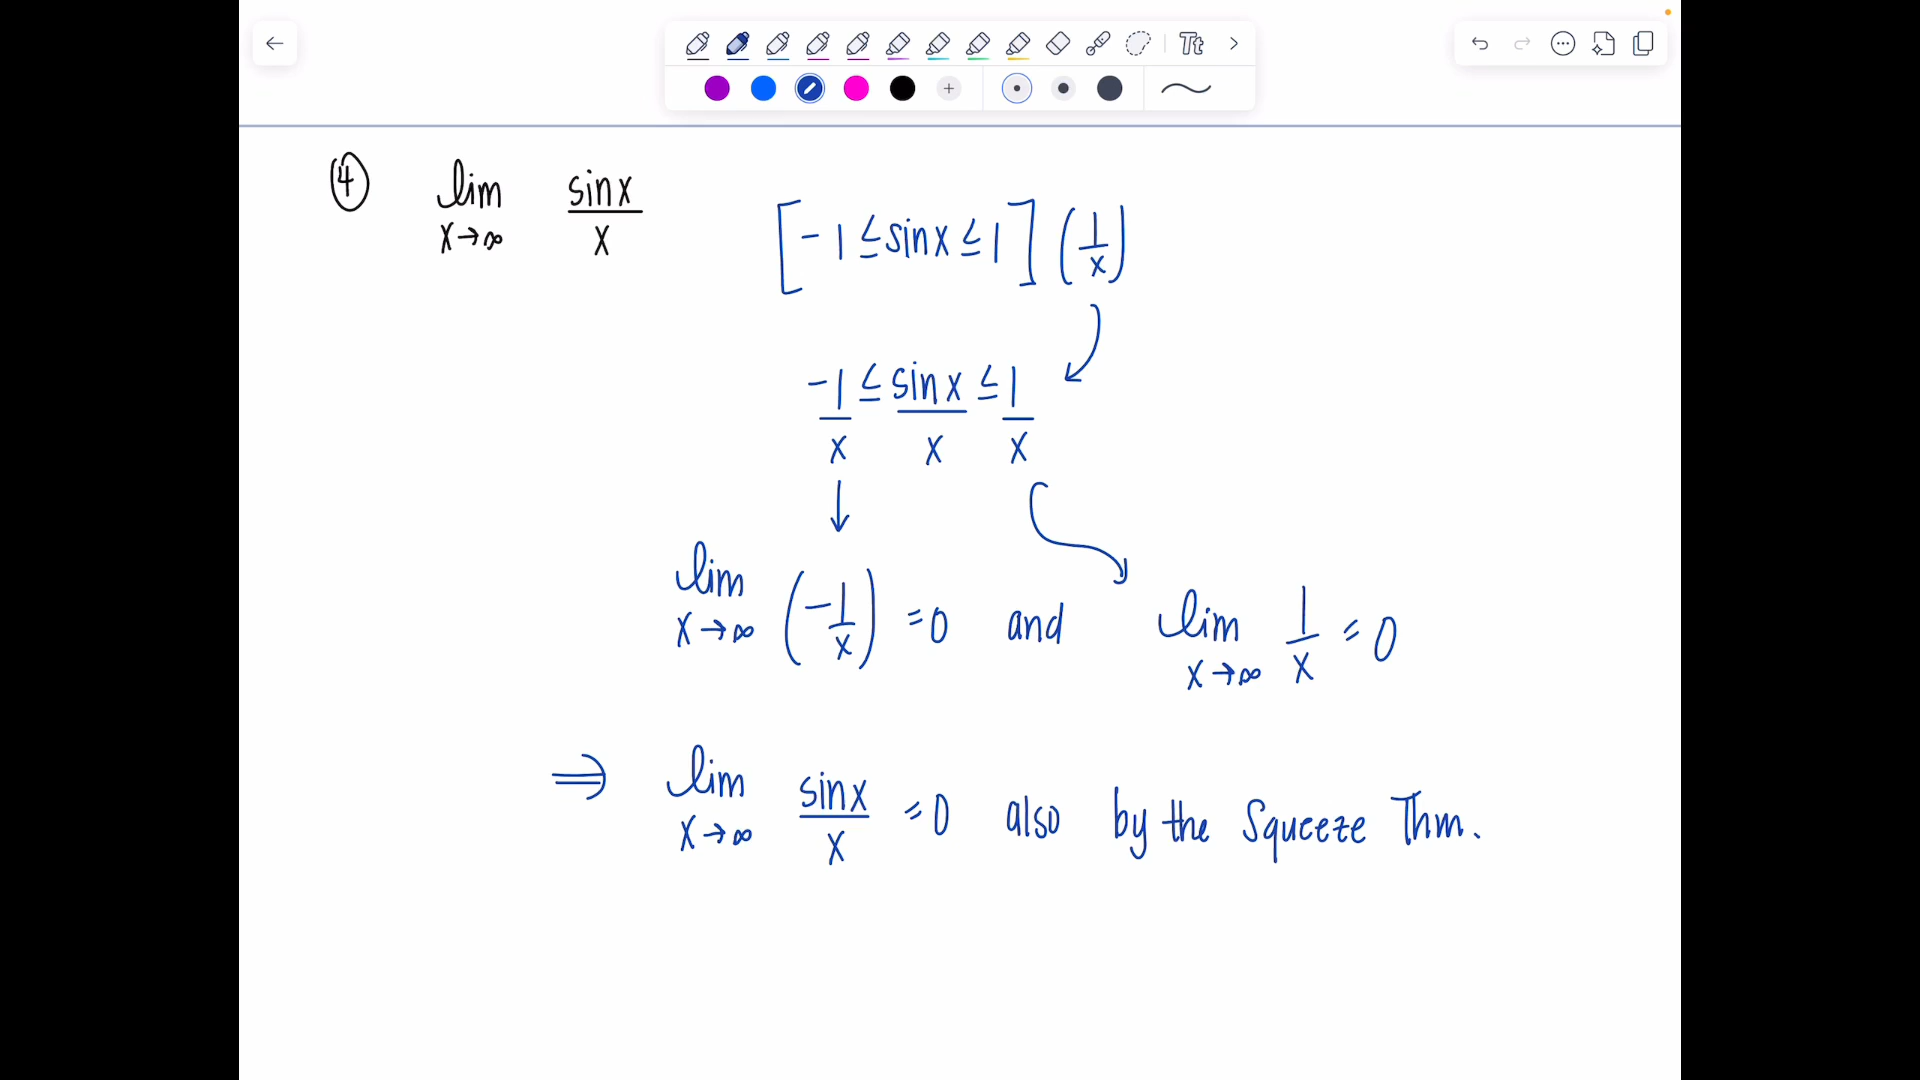 Tt
④ lim x→∞ sinx/x
[-1 ≤ sinx ≤ 1] (1/x)
-1/x ≤ sinx/x ≤ 1/x
lim x→∞ (-1/x) = 0 and lim x→∞ 1/x = 0
⇒ lim x→∞ sinx/x = 0 also by the Squeeze Thm.